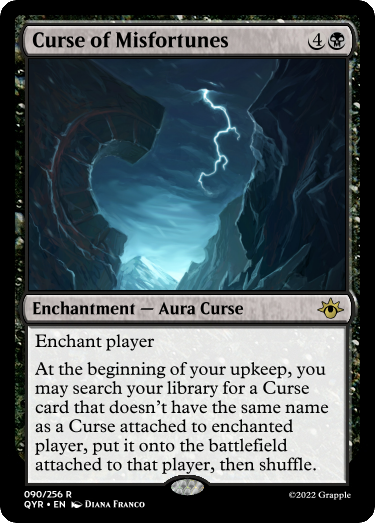 Curse of Misfortunes 4
Enchantment — Aura Curse
Enchant player
At the beginning of your upkeep, you
may search your library for a Curse
card that doesn't have the same name
as a Curse attached to enchanted
player, put it onto the battlefield
attached to that player, then shuffle.
090/256 R
QYR • EN Diana Franco
©2022 Grapple